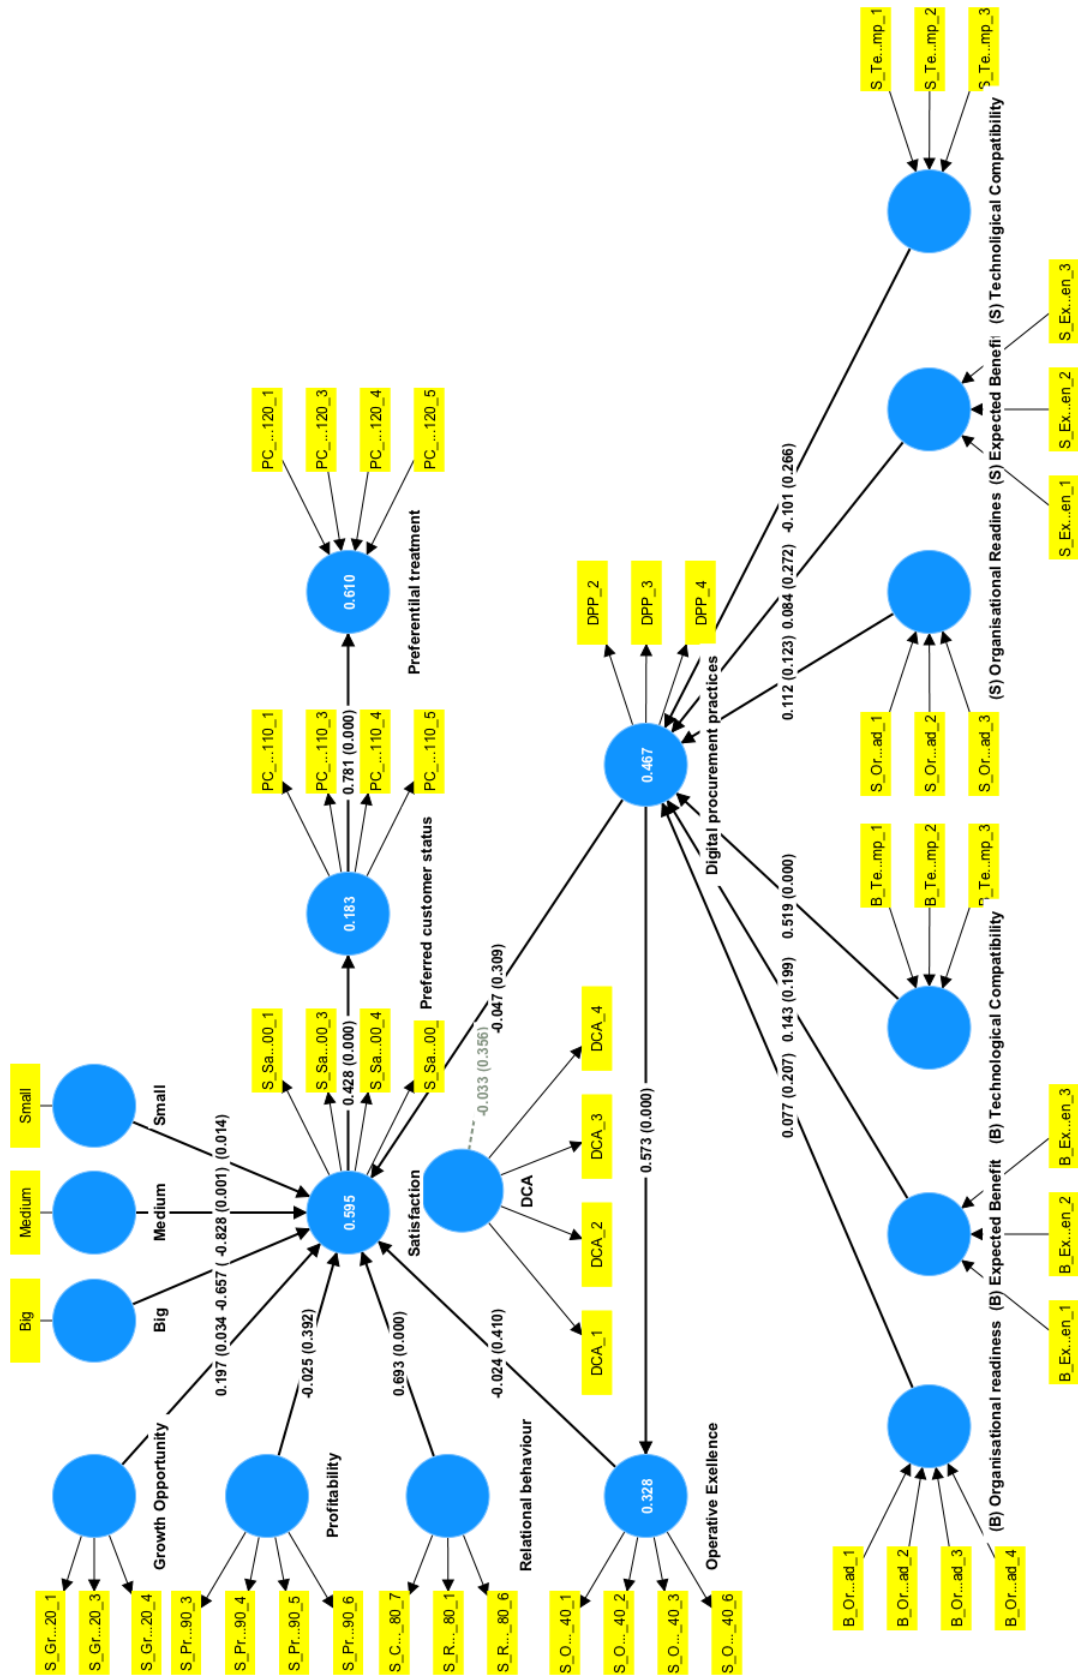 S_Gr...20_1
S_Gr...20_3
S_Gr...20_4
Growth Opportunity
Big
Medium
Small
Big
Medium
Small
S_Pr...90_3
S_Pr...90_4
S_Pr...90_5
S_Pr...90_6
Profitability
0.197 (0.034
-0.657 (
-0.828 (0.001)
(0.014)
-0.025 (0.392)
0.693 (0.000)
-0.024 (0.410)
S_C..._80_7
S_R..._80_1
S_R..._80_6
Relational behaviour
0.595
Satisfaction
S_Sa...00_1
S_Sa...00_3
S_Sa...00_4
S_Sa...00_
0.428 (0.000)
0.183
Preferred customer status
PC_...110_1
PC_...110_3
PC_...110_4
PC_...110_5
0.781 (0.000)
0.610
Preferentilal treatment
PC_...120_1
PC_...120_3
PC_...120_4
PC_...120_5
DCA
DCA_1
DCA_2
DCA_3
DCA_4
-0.033 (0.356)
-0.047 (0.309)
S_O..._40_1
S_O..._40_2
S_O..._40_3
S_O..._40_6
0.328
Operative Exellence
0.573 (0.000)
0.467
Digital procurement practices
DPP_2
DPP_3
DPP_4
0.077 (0.207)
0.143 (0.199)
0.519 (0.000)
0.112 (0.123)
0.084 (0.272)
-0.101 (0.266)
B_Or...ad_1
B_Or...ad_2
B_Or...ad_3
B_Or...ad_4
B_Te...mp_1
B_Te...mp_2
B_Te...mp_3
S_Or...ad_1
S_Or...ad_2
S_Or...ad_3
S_Te...mp_1
S_Te...mp_2
S_Te...mp_3
(B) Organisational readiness
(B) Expected Benefit
(B) Technological Compatibility
(S) Organisational Readines
(S) Expected Benefi
(S) Technoligical Compatibility
B_Ex...en_1
B_Ex...en_2
B_Ex...en_3
S_Ex...en_1
S_Ex...en_2
S_Ex...en_3